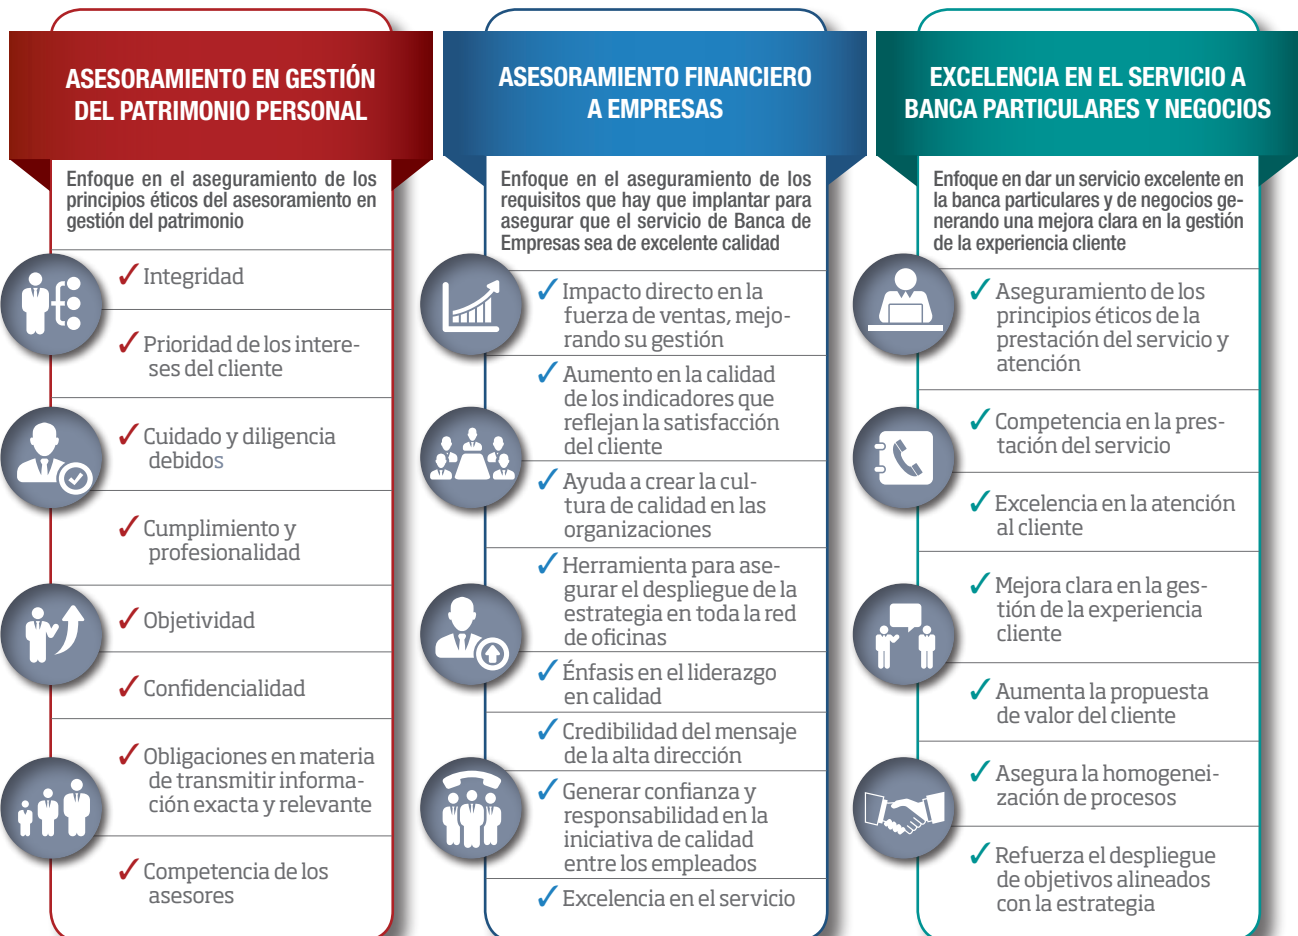 ASESORAMIENTO EN GESTIÓN
DEL PATRIMONIO PERSONAL
Enfoque en el aseguramiento de los
principios éticos del asesoramiento en
gestión del patrimonio
✓ Integridad
✓ Prioridad de los intere-
ses del cliente
✓ Cuidado y diligencia
debidos
✓ Cumplimiento y
profesionalidad
✓ Objetividad
✓ Confidencialidad
✓ Obligaciones en materia
de transmitir informa-
ción exacta y relevante
✓ Competencia de los
asesores
ASESORAMIENTO FINANCIERO
A EMPRESAS
Enfoque en el aseguramiento de los
requisitos que hay que implantar para
asegurar que el servicio de Banca de
Empresas sea de excelente calidad
✓ Impacto directo en la
fuerza de ventas, mejo-
rando su gestión
✓ Aumento en la calidad
de los indicadores que
reflejan la satisfacción
del cliente
✓ Ayuda a crear la cul-
tura de calidad en las
organizaciones
✓ Herramienta para ase-
gurar el despliegue de la
estrategia en toda la red
de oficinas
✓ Énfasis en el liderazgo
en calidad
✓ Credibilidad del mensaje
de la alta dirección
✓ Generar confianza y
responsabilidad en la
iniciativa de calidad
entre los empleados
✓ Excelencia en el servicio
EXCELENCIA EN EL SERVICIO A
BANCA PARTICULARES Y NEGOCIOS
Enfoque en dar un servicio excelente en
la banca particulares y de negocios ge-
nerando una mejora clara en la gestión
de la experiencia cliente
✓ Aseguramiento de los
principios éticos de la
prestación del servicio y
atención
✓ Competencia en la pres-
tación del servicio
✓ Excelencia en la atención
al cliente
✓ Mejora clara en la ges-
tión de la experiencia
cliente
✓ Aumenta la propuesta
de valor del cliente
✓ Asegura la homogenei-
zación de procesos
✓ Refuerza el despliegue
de objetivos alineados
con la estrategia